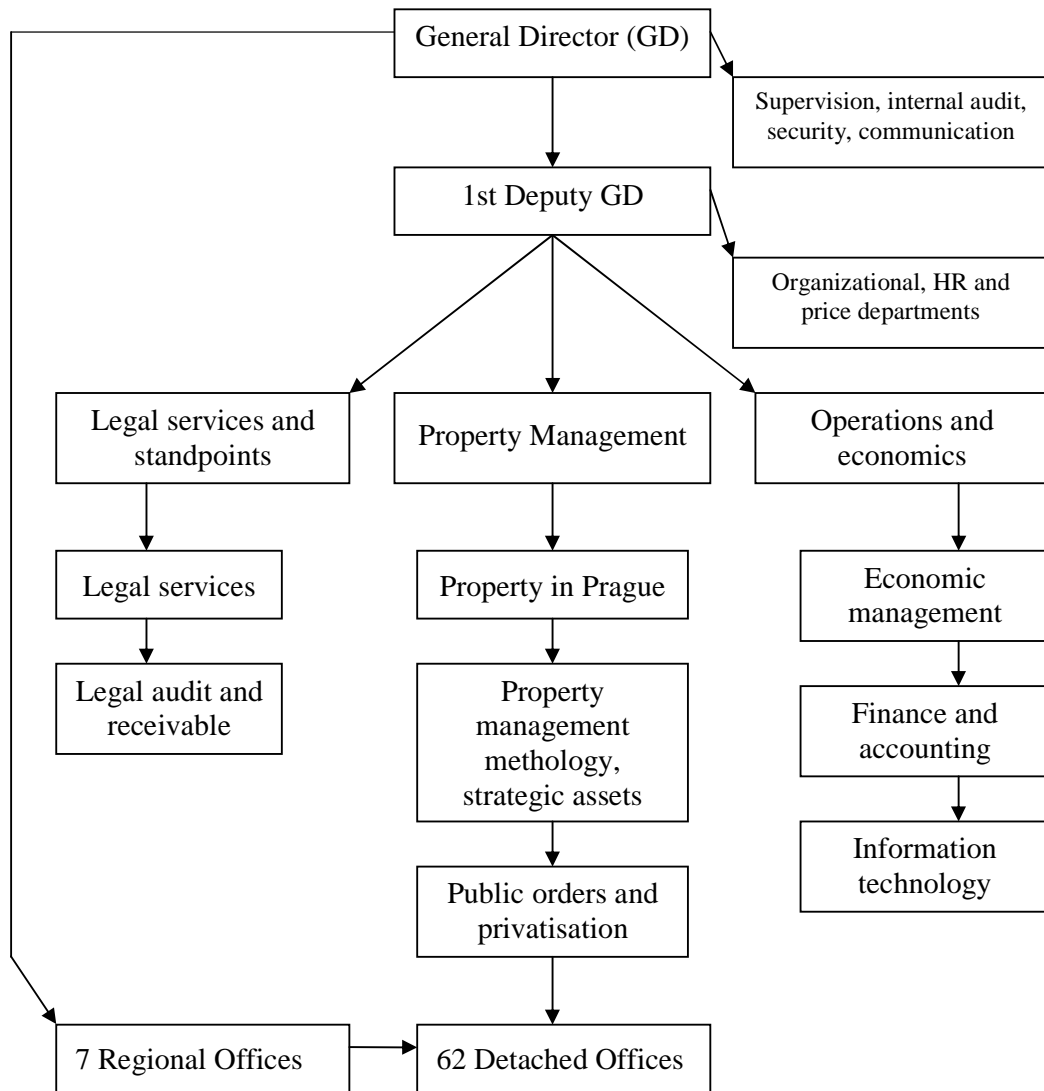 General Director (GD)
Supervision, internal audit,
security, communication
1st Deputy GD
Organizational, HR and
price departments
Legal services and
standpoints
Property Management
Operations and
economics
Legal services
Property in Prague
Economic
management
Legal audit and
receivable
Property
management
methology,
strategic assets
Finance and
accounting
Information
technology
Public orders and
privatisation
7 Regional Offices
62 Detached Offices